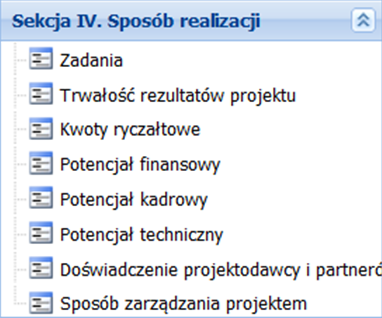 Sekcja IV. Sposób realizacji
Zadania
Trwałość rezultatów projektu
Kwoty ryczałtowe
Potencjał finansowy
Potencjał kadrowy
Potencjał techniczny
Doświadczenie projektodawcy i partneró
Sposób zarządzania projektem